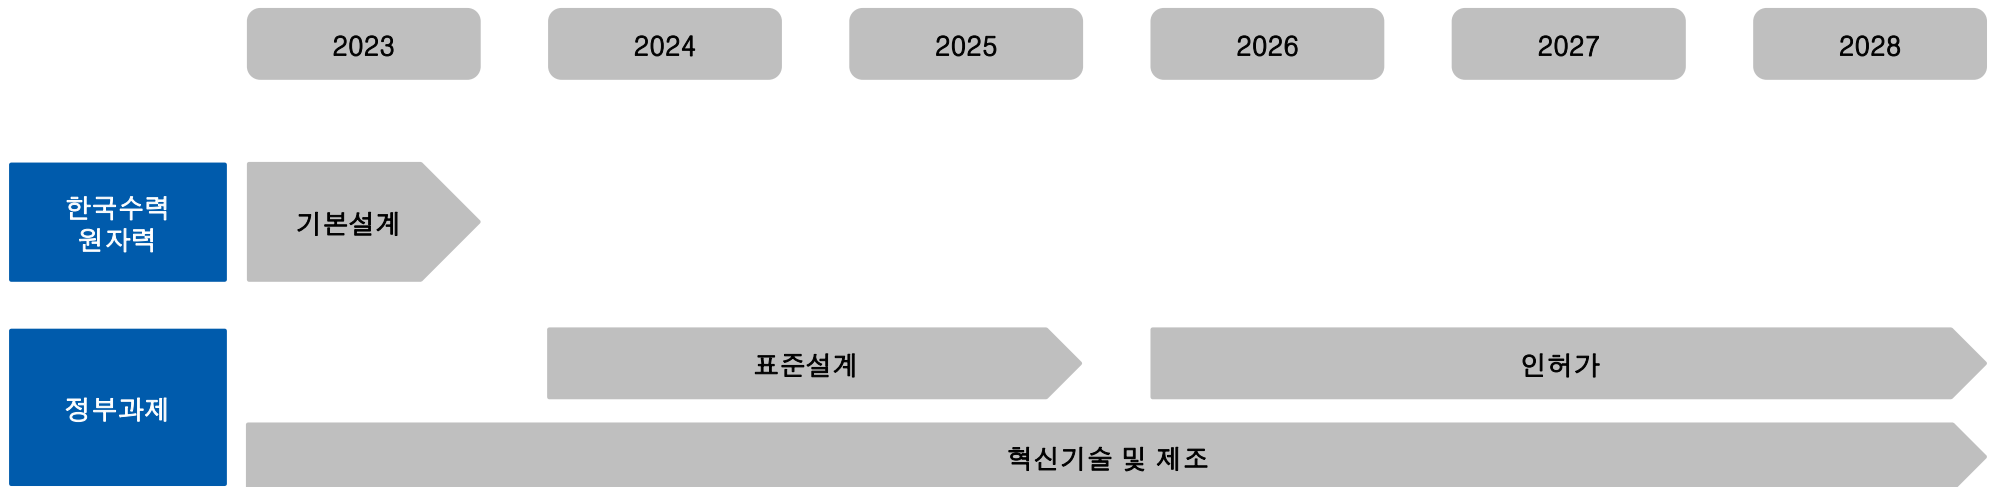 2023
2024
2025
2026
2027
2028
한국수력
원자력
기본설계
정부과제
표준설계
인허가
혁신기술 및 제조